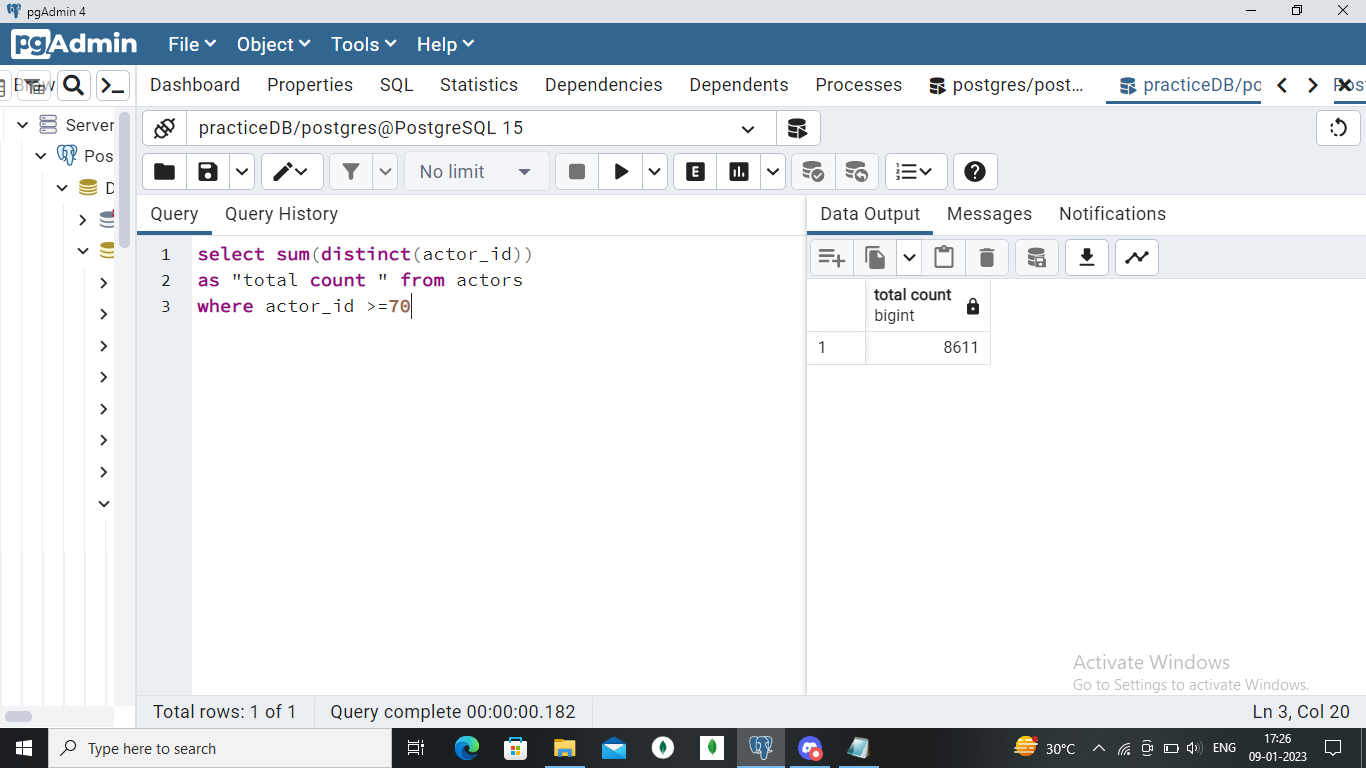 pgAdmin 4
pgAdmin File Object Tools Help
Dashboard Properties SQL Statistics Dependencies Dependents Processes postgres/post... practiceDB/po
Server
Pos
practiceDB/postgres@PostgreSQL 15
No limit
E
Query Query History
Data Output Messages Notifications
1 select sum(distinct(actor_id))
2 as "total count " from actors
3 where actor_id >=70
total count
bigint
1 8611
Activate Windows
Go to Settings to activate Windows.
Total rows: 1 of 1 Query complete 00:00:00.182 Ln 3, Col 20
Type here to search
30°C ENG
17:26
09-01-2023